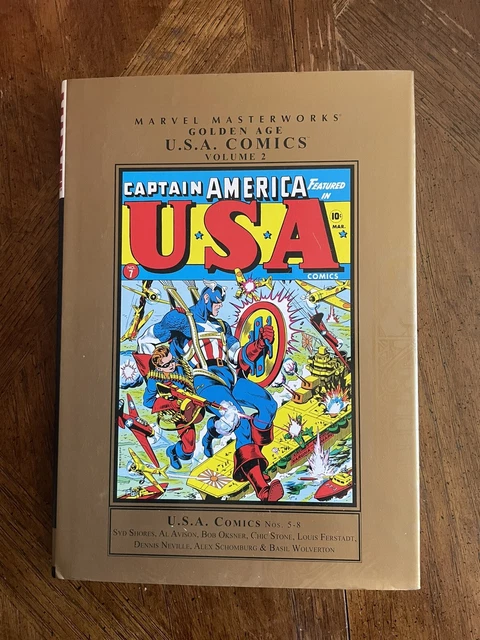 MARVEL MASTERWORKS
GOLDEN AGE
U.S.A. COMICS
VOLUME 2
CAPTAIN AMERICA FEATURED IN
10¢
MAR.
U·S·A
NO. 7
COMICS
U.S.A. COMICS NOS. 5-8
SYD SHORES, AL AVISON, BOB OKSNER, CHIC STONE, LOUIS FERSTADT,
DENNIS NEVILLE, ALEX SCHOMBURG & BASIL WOLVERTON